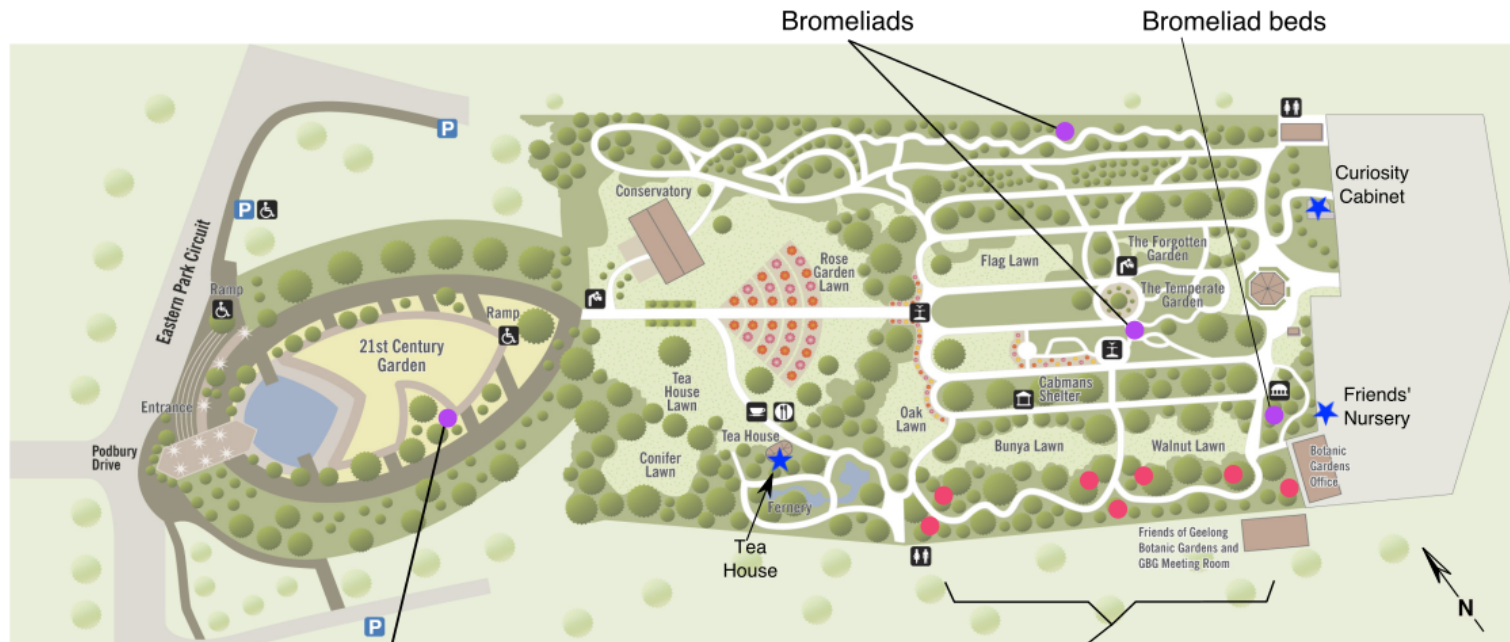 Bromeliads
Bromeliad beds
P
Conservatory
Curiosity
Cabinet
P
Eastern Park Circuit
Rose
Garden
Lawn
Flag Lawn
The Forgotten
Garden
The Temperate
Garden
Ramp
Ramp
21st Century
Garden
Tea
House
Lawn
Cabmans
Shelter
Entrance
Oak
Lawn
Friends'
Nursery
Tea House
Bunya Lawn
Walnut Lawn
Podbury
Drive
Conifer
Lawn
Botanic
Gardens
Office
Fernery
Tea
House
Friends of Geelong
Botanic Gardens and
GBG Meeting Room
P
N